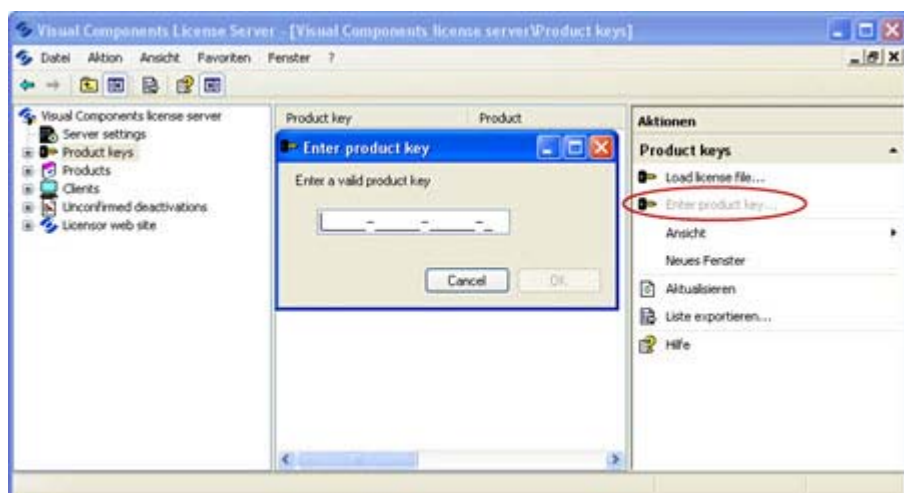 Visual Components License Server - [Visual Components license server\Product keys]
Datei Aktion Ansicht Favoriten Fenster ?
Visual Components license server
Server settings
Product keys
Products
Clients
Unconfirmed deactivations
Licensor web site
Product key Product
Enter product key
Enter a valid product key
_____-_____-_____-_
Cancel OK
Aktionen
Product keys
Load license file...
Enter product key...
Ansicht
Neues Fenster
Aktualisieren
Liste exportieren...
Hilfe